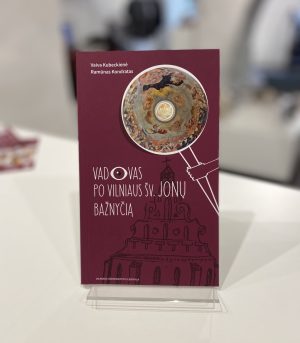 Vaiva Kubeckienė
Ramūnas Kondratas
VADOVAS
PO VILNIAUS ŠV. JONŲ
BAŽNYČIĄ